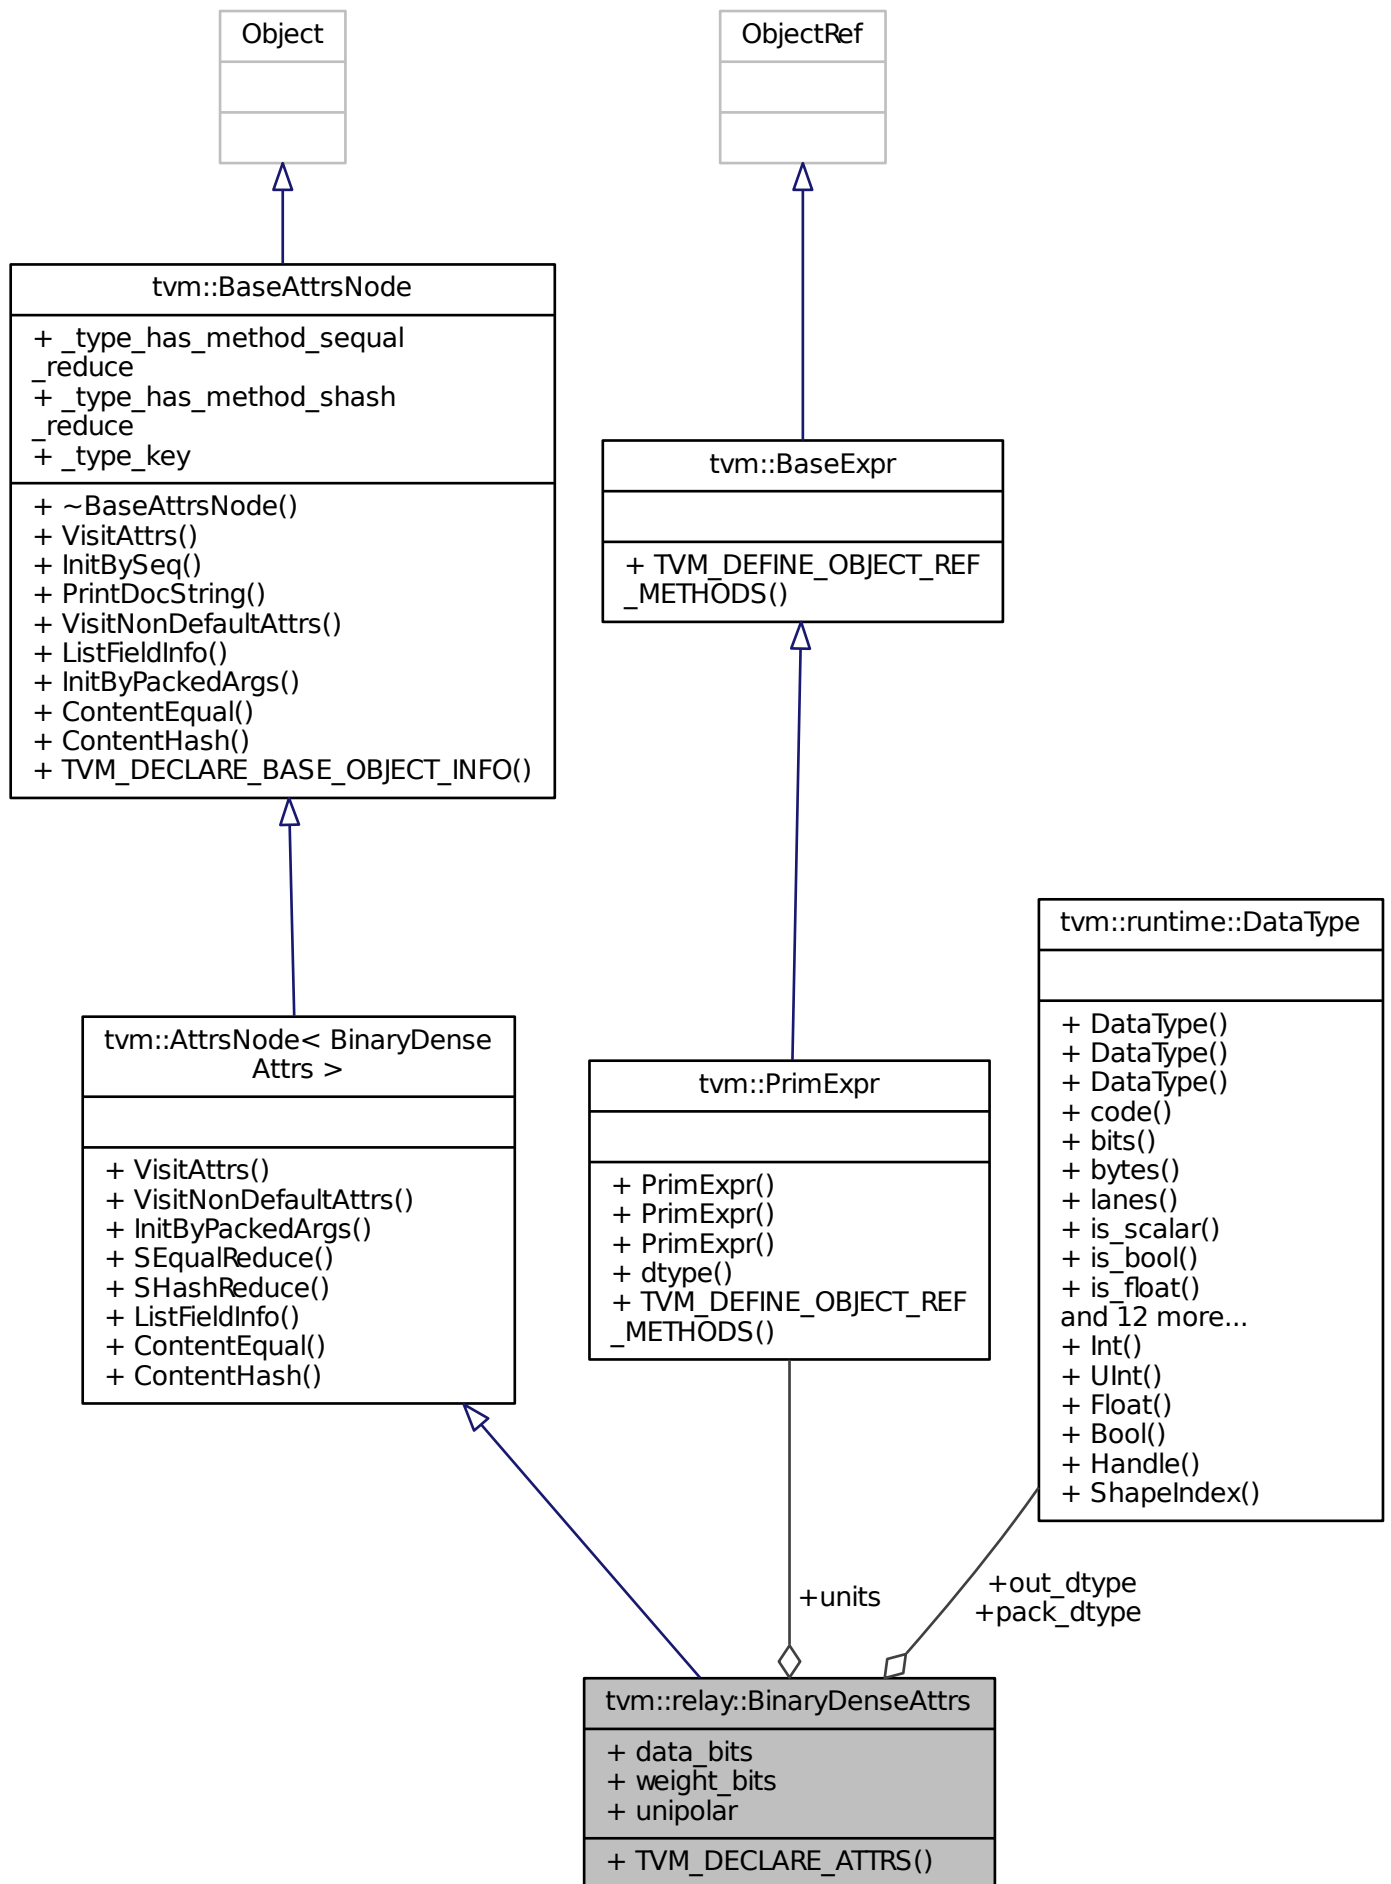 Object
ObjectRef
tvm::BaseAttrsNode
+ _type_has_method_sequal
_reduce
+ _type_has_method_shash
_reduce
+ _type_key
+ ~BaseAttrsNode()
+ VisitAttrs()
+ InitBySeq()
+ PrintDocString()
+ VisitNonDefaultAttrs()
+ ListFieldInfo()
+ InitByPackedArgs()
+ ContentEqual()
+ ContentHash()
+ TVM_DECLARE_BASE_OBJECT_INFO()
tvm::BaseExpr
+ TVM_DEFINE_OBJECT_REF
_METHODS()
tvm::AttrsNode< BinaryDense
Attrs >
+ VisitAttrs()
+ VisitNonDefaultAttrs()
+ InitByPackedArgs()
+ SEqualReduce()
+ SHashReduce()
+ ListFieldInfo()
+ ContentEqual()
+ ContentHash()
tvm::PrimExpr
+ PrimExpr()
+ PrimExpr()
+ PrimExpr()
+ dtype()
+ TVM_DEFINE_OBJECT_REF
_METHODS()
tvm::runtime::DataType
+ DataType()
+ DataType()
+ DataType()
+ code()
+ bits()
+ bytes()
+ lanes()
+ is_scalar()
+ is_bool()
+ is_float()
and 12 more...
+ Int()
+ UInt()
+ Float()
+ Bool()
+ Handle()
+ ShapeIndex()
+units
+out_dtype
+pack_dtype
tvm::relay::BinaryDenseAttrs
+ data_bits
+ weight_bits
+ unipolar
+ TVM_DECLARE_ATTRS()